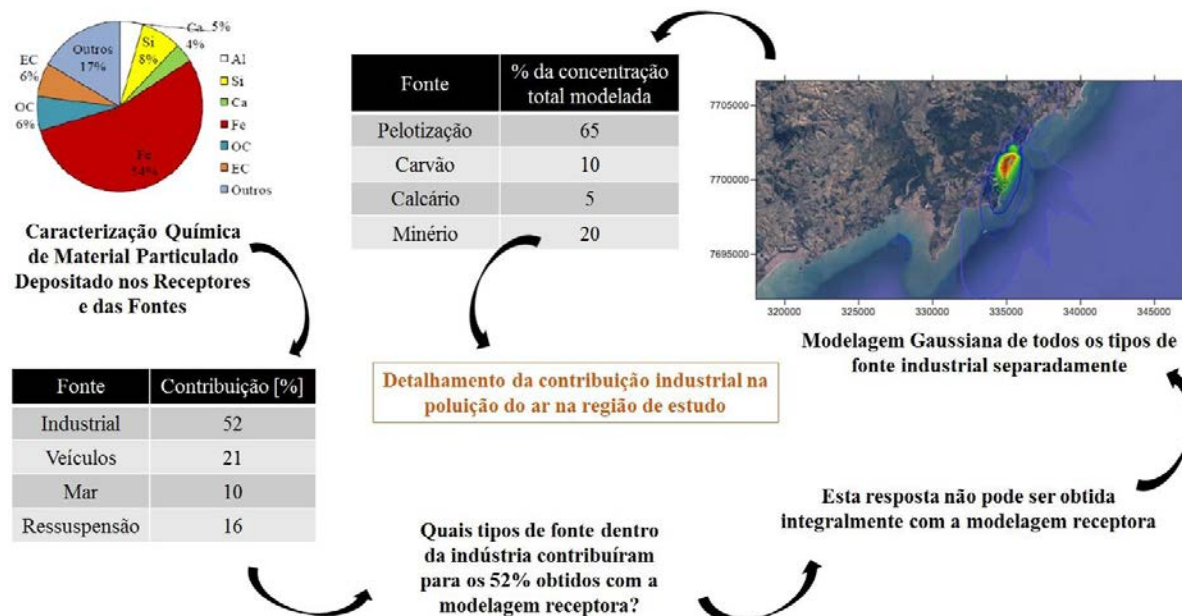 5%
Ca
4%
Si
8%
Outros
17%
EC
6%
OC
6%
Fe
54%
Al
Si
Ca
Fe
OC
EC
Outros
Caracterização Química
de Material Particulado
Depositado nos Receptores
e das Fontes
Fonte
Contribuição [%]
Industrial
52
Veículos
21
Mar
10
Ressuspensão
16
Quais tipos de fonte dentro
da indústria contribuíram
para os 52% obtidos com a
modelagem receptora?
Esta resposta não pode ser obtida
integralmente com a modelagem receptora
7705000
7700000
7695000
320000
325000
330000
335000
340000
345000
Modelagem Gaussiana de todos os tipos de
fonte industrial separadamente
Fonte
% da concentração
total modelada
Pelotização
65
Carvão
10
Calcário
5
Minério
20
Detalhamento da contribuição industrial na
poluição do ar na região de estudo